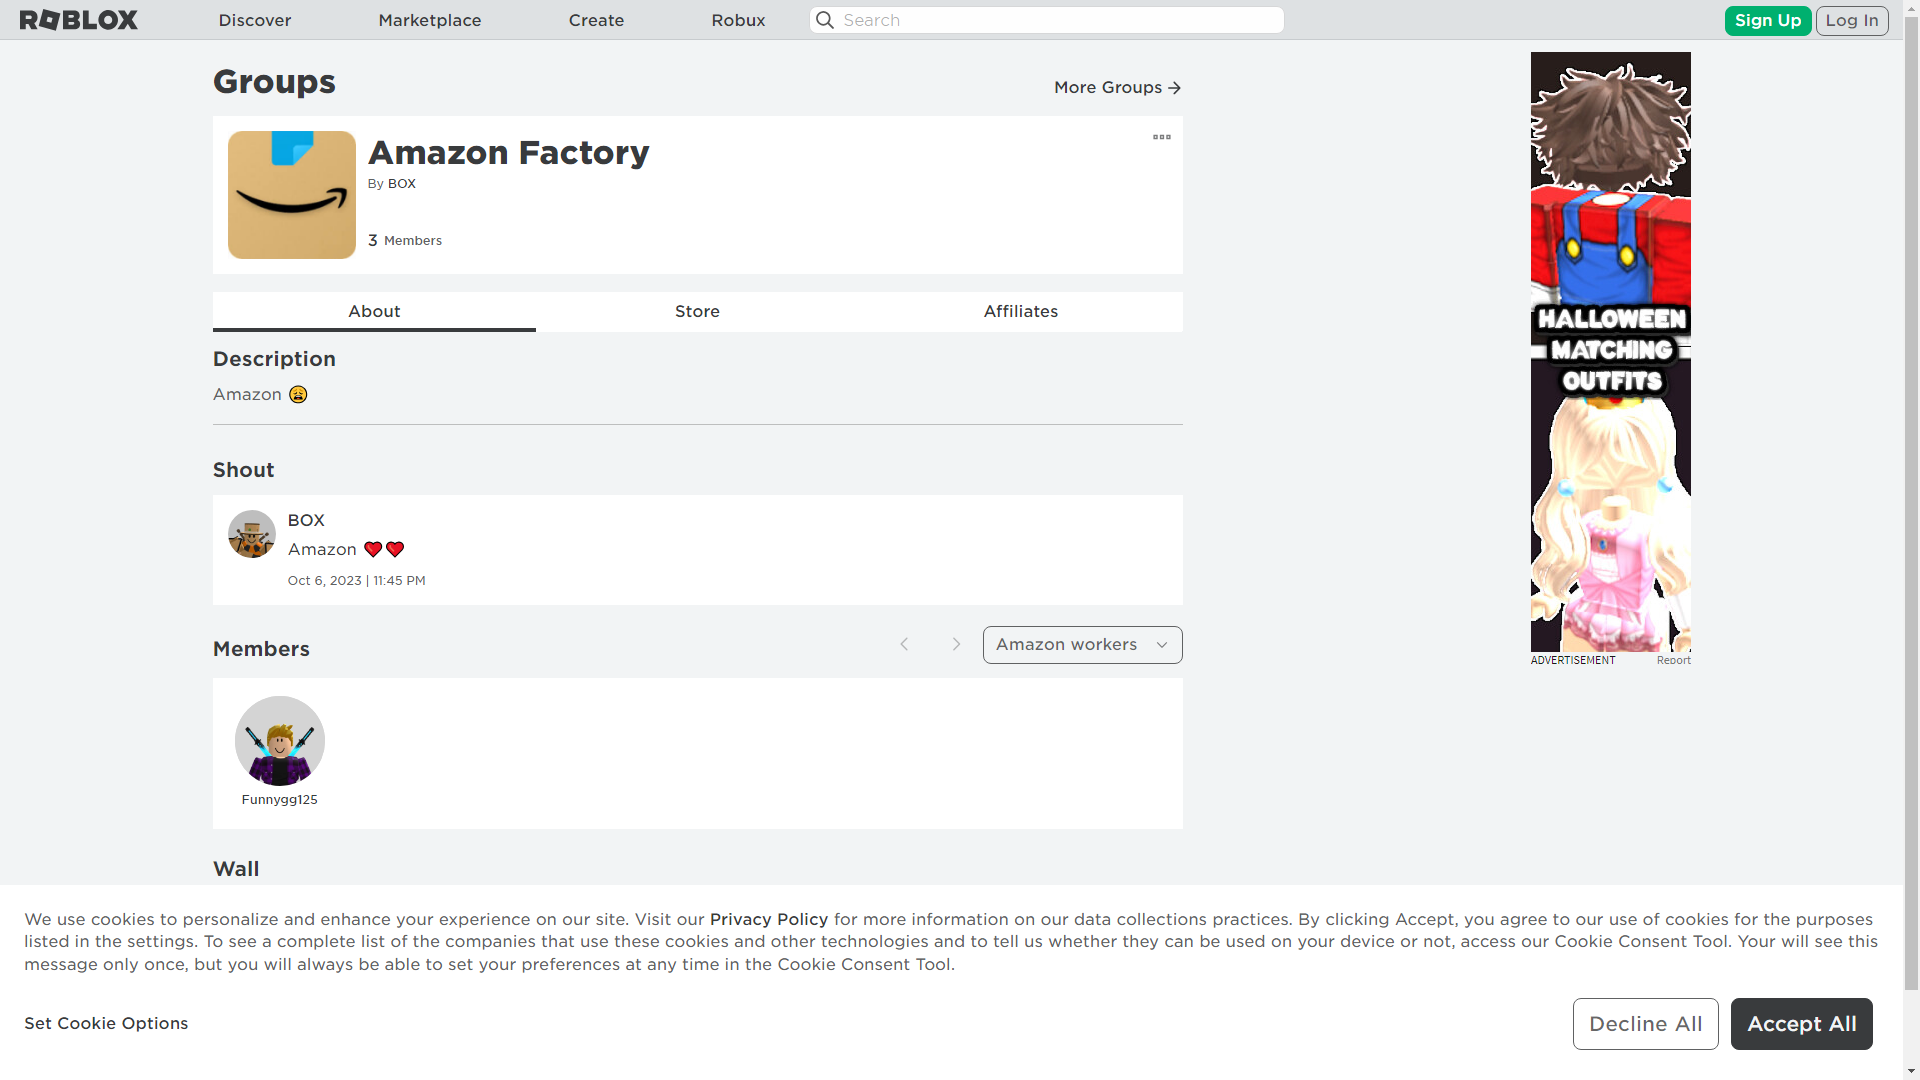 ROBLOX
Discover
Marketplace
Create
Robux
Search
Sign Up
Log In
Groups
More Groups
Amazon Factory
By BOX
3 Members
About
Store
Affiliates
Description
Amazon 😩
Shout
BOX
Amazon ❤️❤️
Oct 6, 2023 | 11:45 PM
Members
Amazon workers
Funnygg125
Wall
HALLOWEEN
MATCHING
OUTFITS
ADVERTISEMENT
Report
We use cookies to personalize and enhance your experience on our site. Visit our Privacy Policy for more information on our data collections practices. By clicking Accept, you agree to our use of cookies for the purposes
listed in the settings. To see a complete list of the companies that use these cookies and other technologies and to tell us whether they can be used on your device or not, access our Cookie Consent Tool. Your will see this
message only once, but you will always be able to set your preferences at any time in the Cookie Consent Tool.
Set Cookie Options
Decline All
Accept All